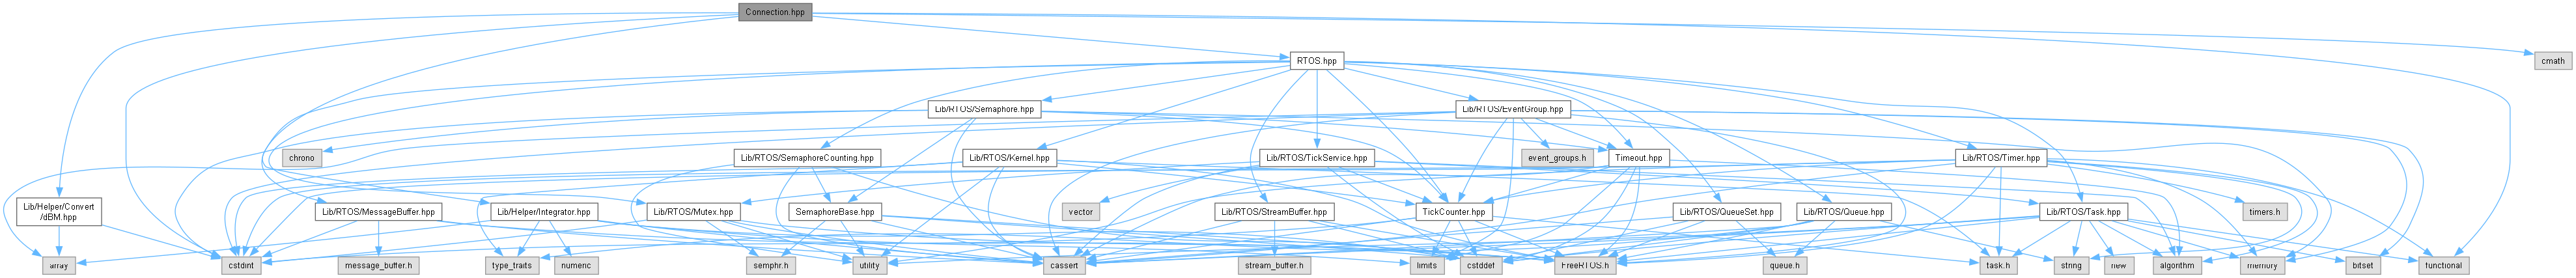 Connection.hpp
RTOS.hpp
cmath
Lib/RTOS/Semaphore.hpp
Lib/RTOS/EventGroup.hpp
chrono
Lib/RTOS/SemaphoreCounting.hpp
Lib/RTOS/Kernel.hpp
Lib/RTOS/TickService.hpp
event_groups.h
Timeout.hpp
Lib/RTOS/Timer.hpp
Lib/Helper/Convert
/dBM.hpp
Lib/RTOS/MessageBuffer.hpp
Lib/Helper/Integrator.hpp
Lib/RTOS/Mutex.hpp
SemaphoreBase.hpp
vector
Lib/RTOS/StreamBuffer.hpp
TickCounter.hpp
Lib/RTOS/QueueSet.hpp
Lib/RTOS/Queue.hpp
Lib/RTOS/Task.hpp
timers.h
array
cstdint
message_buffer.h
type_traits
numeric
semphr.h
utility
cassert
stream_buffer.h
limits
cstddef
FreeRTOS.h
queue.h
task.h
string
new
algorithm
memory
bitset
functional